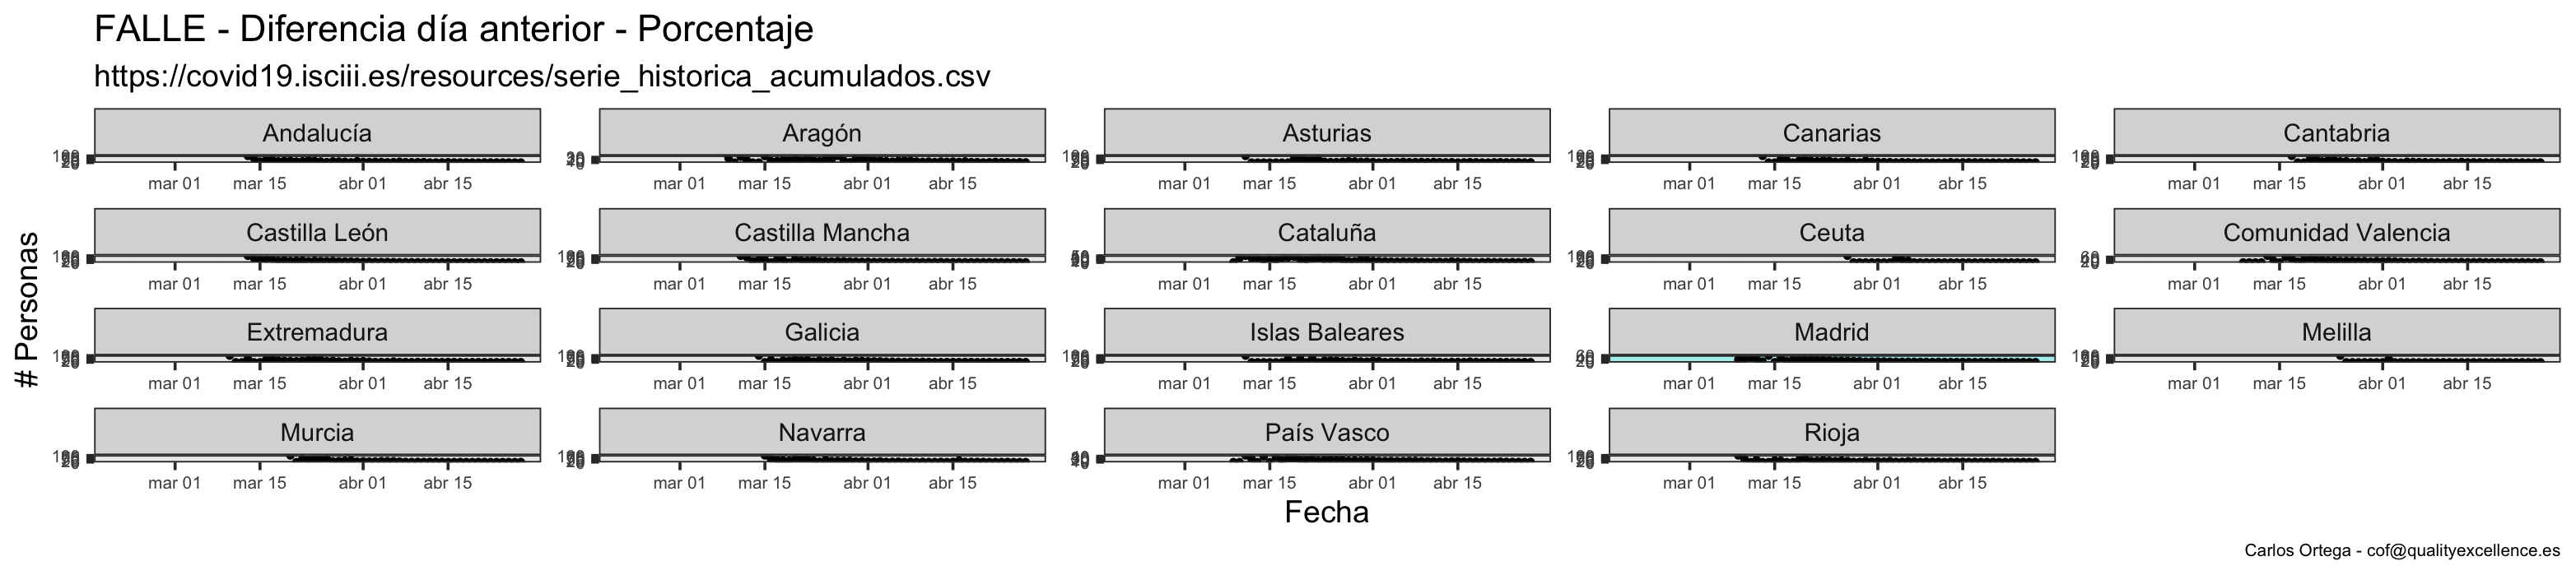 FALLE - Diferencia día anterior - Porcentaje
https://covid19.isciii.es/resources/serie_historica_acumulados.csv
Andalucía Aragón Asturias Canarias Cantabria
mar 01 mar 15 abr 01 abr 15 mar 01 mar 15 abr 01 abr 15 mar 01 mar 15 abr 01 abr 15 mar 01 mar 15 abr 01 abr 15 mar 01 mar 15 abr 01 abr 15
Castilla León Castilla Mancha Cataluña Ceuta Comunidad Valencia
mar 01 mar 15 abr 01 abr 15 mar 01 mar 15 abr 01 abr 15 mar 01 mar 15 abr 01 abr 15 mar 01 mar 15 abr 01 abr 15 mar 01 mar 15 abr 01 abr 15
# Personas
Extremadura Galicia Islas Baleares Madrid Melilla
mar 01 mar 15 abr 01 abr 15 mar 01 mar 15 abr 01 abr 15 mar 01 mar 15 abr 01 abr 15 mar 01 mar 15 abr 01 abr 15 mar 01 mar 15 abr 01 abr 15
Murcia Navarra País Vasco Rioja
mar 01 mar 15 abr 01 abr 15 mar 01 mar 15 abr 01 abr 15 mar 01 mar 15 abr 01 abr 15 mar 01 mar 15 abr 01 abr 15
Fecha
Carlos Ortega - cof@qualityexcellence.es